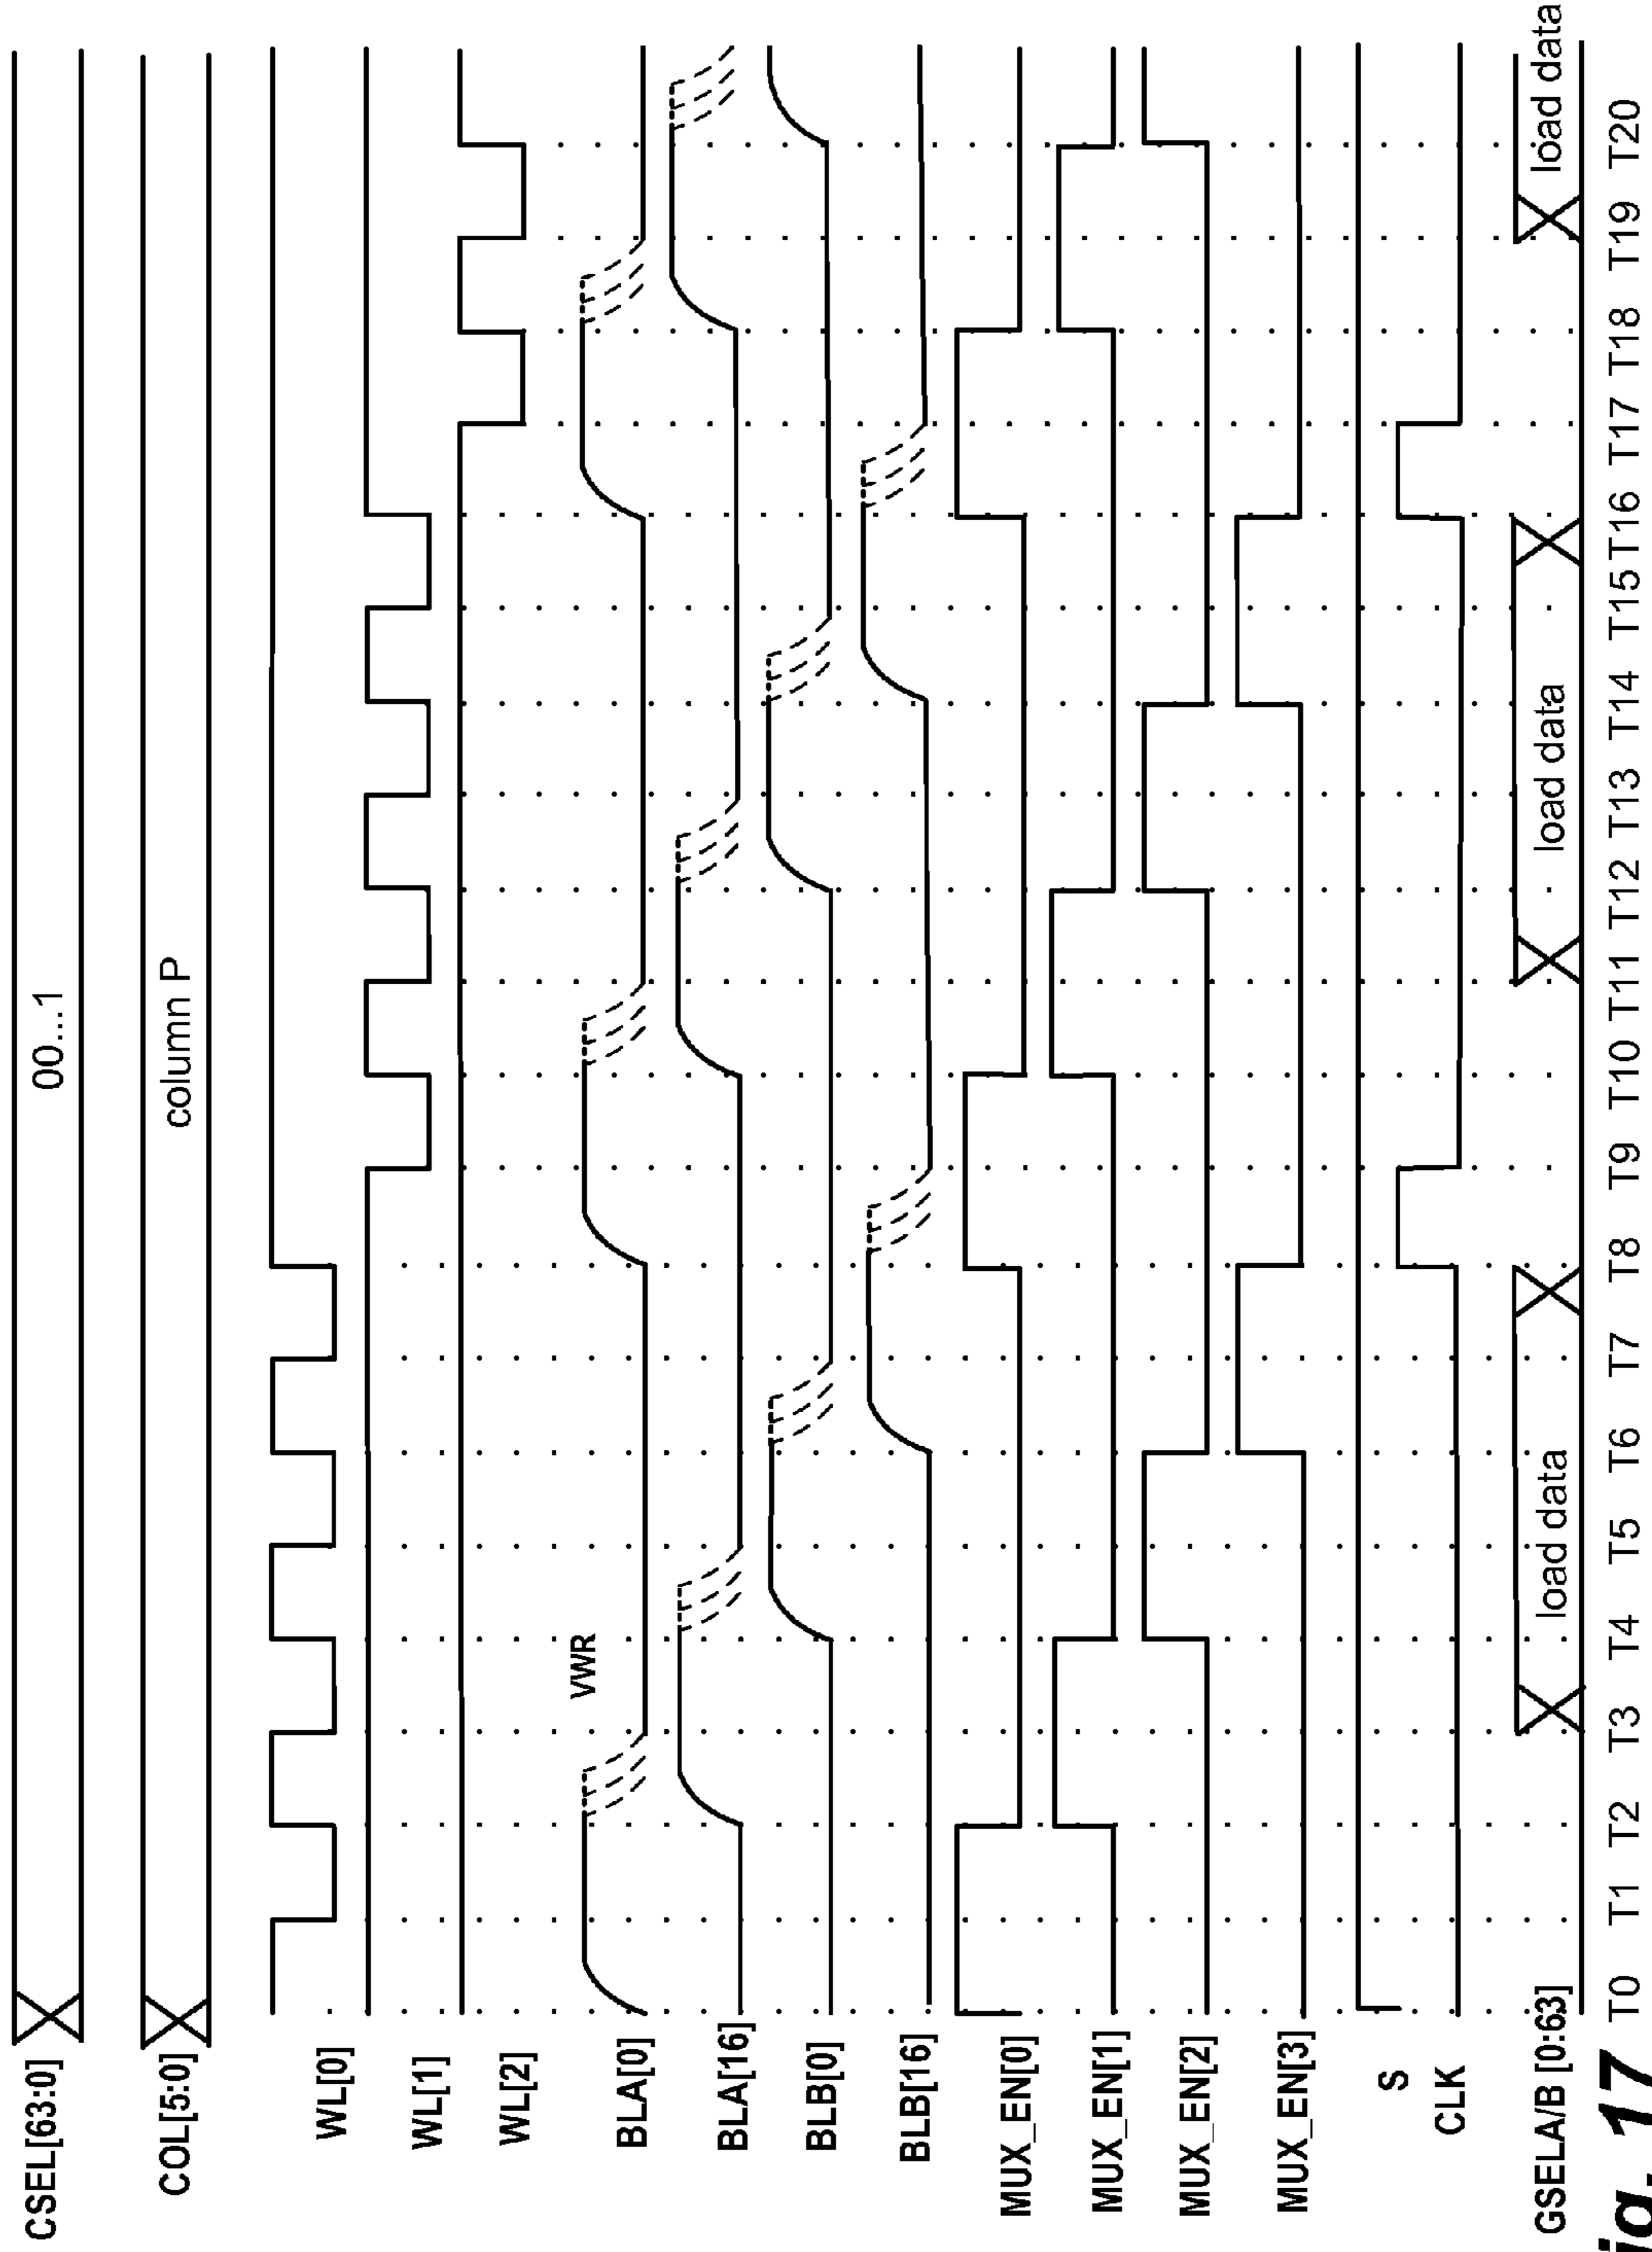 CSEL[63:0]
00...1
COL[5:0]
column P
WL[0]
WL[1]
WL[2]
VWR
BLA[0]
BLA[16]
BLB[0]
BLB[16]
MUX_EN[0]
MUX_EN[1]
MUX_EN[2]
MUX_EN[3]
S
CLK
GSELA/B [0:63]
load data
load data
load data
T0 T1 T2 T3 T4 T5 T6 T7 T8 T9 T10 T11 T12 T13 T14 T15 T16 T17 T18 T19 T20
ig. 17